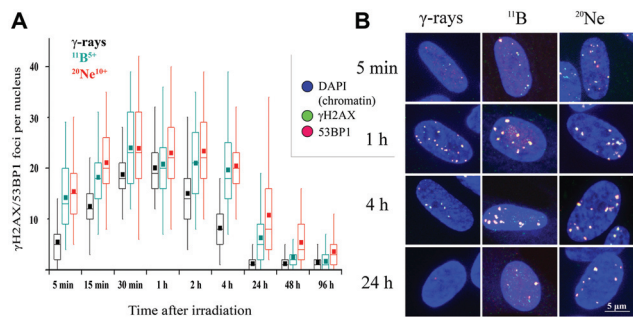 A
γH2AX/53BP1 foci per nucleus
40
30
20
10
γ-rays
¹¹B⁵⁺
²⁰Ne¹⁰⁺
DAPI
(chromatin)
γH2AX
53BP1
5 min 15 min 30 min 1 h 2 h 4 h 24 h 48 h 96 h
Time after irradiation
B
γ-rays ¹¹B ²⁰Ne
5 min
1 h
4 h
24 h
5 μm